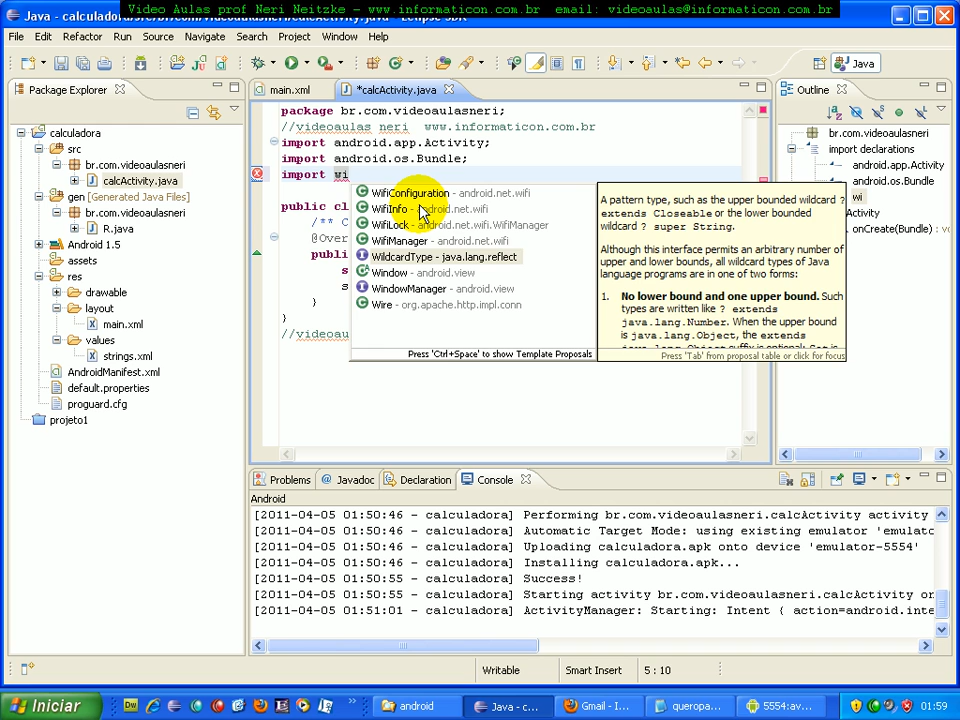 Video Aulas prof Neri Neitzke - www.informaticon.com.br  email: videoaulas@informaticon.com.br
File Edit Refactor Run Source Navigate Search Project Window Help
Java
Package Explorer
calculadora
src
br.com.videoaulasneri
calcActivity.java
gen [Generated Java Files]
br.com.videoaulasneri
R.java
Android 1.5
assets
res
drawable
layout
main.xml
values
strings.xml
AndroidManifest.xml
default.properties
proguard.cfg
projeto1
main.xml
*calcActivity.java
package br.com.videoaulasneri;
//videoaulas neri  www.informaticon.com.br
import android.app.Activity;
import android.os.Bundle;
import wi
public cl
/** C
@Over
publi
s
s
}
}
//videoau
WifiConfiguration - android.net.wifi
WifiInfo - android.net.wifi
WifiLock - android.net.wifi.WifiManager
WifiManager - android.net.wifi
WildcardType - java.lang.reflect
Window - android.view
WindowManager - android.view
Wire - org.apache.http.impl.conn
Press 'Ctrl+Space' to show Template Proposals
A pattern type, such as the upper bounded wildcard ?
extends Closeable or the lower bounded
wildcard ? super String.
Although this interface permits an arbitrary number of
upper and lower bounds, all wildcard types of Java
language programs are in one of two forms:
1. No lower bound and one upper bound. Such
types are written like ? extends
java.lang.Number. When the upper bound
is java.lang.Object, the extends
Press 'Tab' from proposal table or click for focus
Outline
br.com.videoaulasneri
import declarations
android.app.Activity
android.os.Bundle
wi
onCreate(Bundle) : v
Problems
@ Javadoc
Declaration
Console
Android
[2011-04-05 01:50:46 - calculadora] Performing br.com.videoaulasneri.calcActivity activity
[2011-04-05 01:50:46 - calculadora] Automatic Target Mode: using existing emulator 'emulato
[2011-04-05 01:50:46 - calculadora] Uploading calculadora.apk onto device 'emulator-5554'
[2011-04-05 01:50:46 - calculadora] Installing calculadora.apk...
[2011-04-05 01:50:55 - calculadora] Success!
[2011-04-05 01:50:55 - calculadora] Starting activity br.com.videoaulasneri.calcActivity on
[2011-04-05 01:51:01 - calculadora] ActivityManager: Starting: Intent { action=android.inte
Writable
Smart Insert
5 : 10
Iniciar
android
Java - c...
Gmail - I...
queropa...
5554:av...
01:59